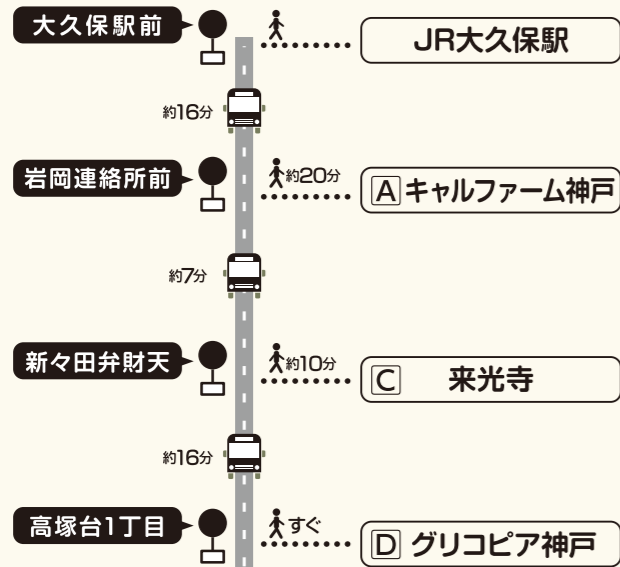 大久保駅前
JR大久保駅
約16分
岩岡連絡所前
約20分
A キャルファーム神戸
約7分
新々田弁財天
約10分
C 来光寺
約16分
高塚台1丁目
すぐ
D グリコピア神戸